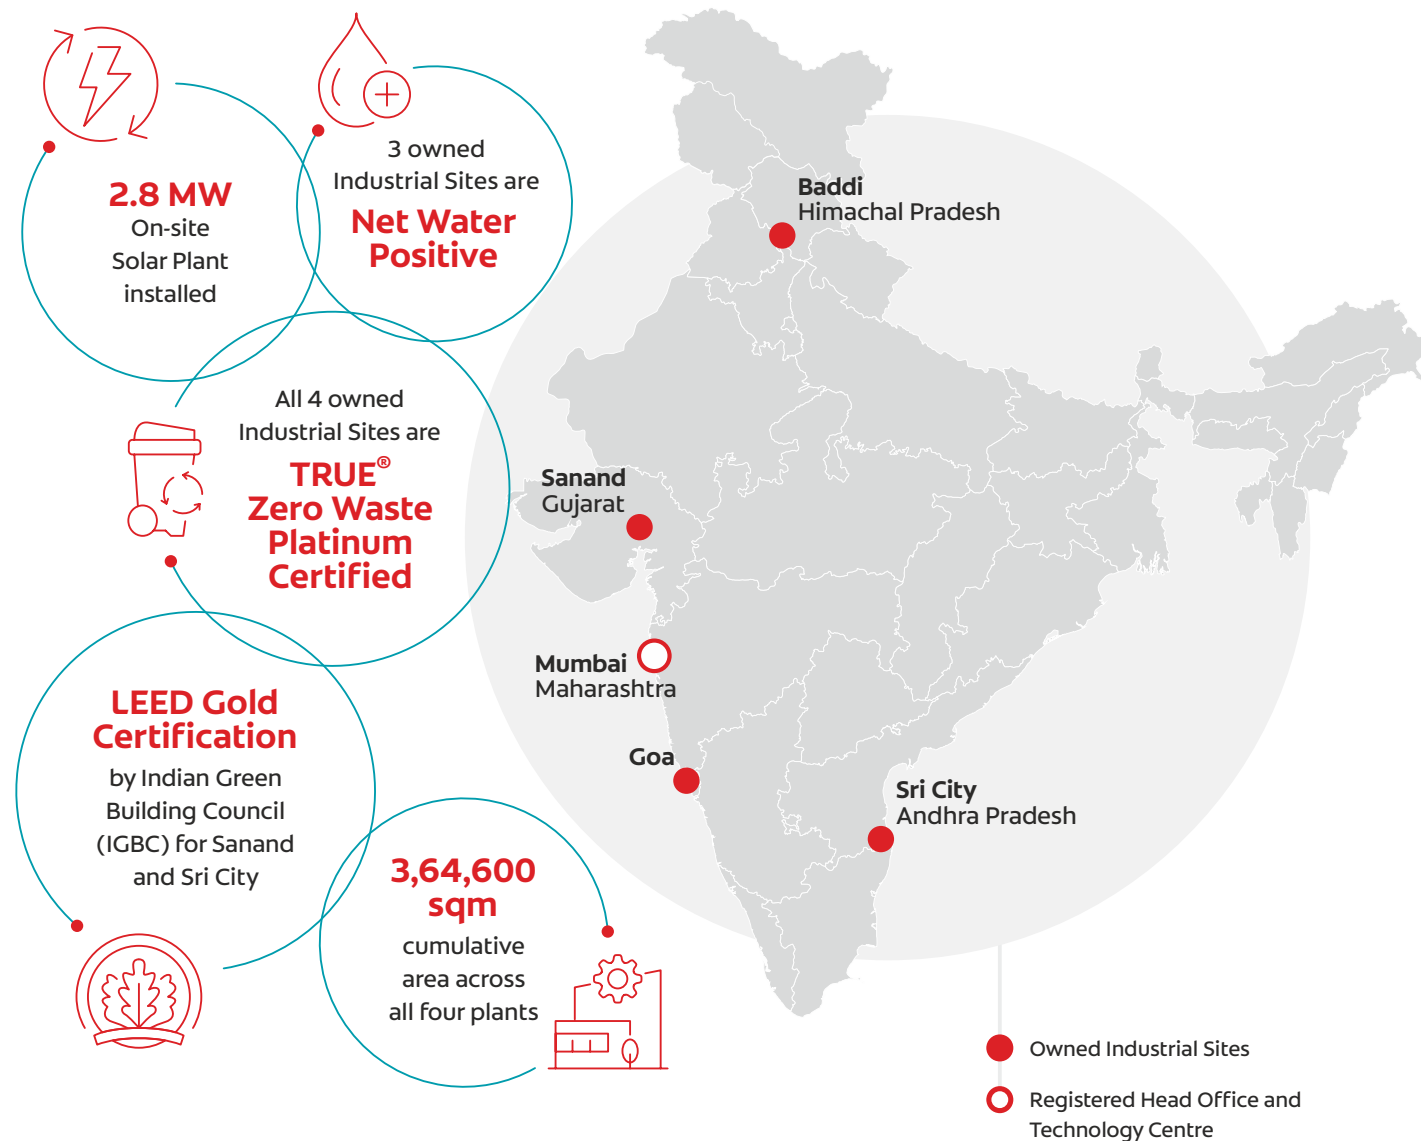 2.8 MW
On-site
Solar Plant
installed
3 owned
Industrial Sites are
Net Water
Positive
All 4 owned
Industrial Sites are
TRUE®
Zero Waste
Platinum
Certified
LEED Gold
Certification
by Indian Green
Building Council
(IGBC) for Sanand
and Sri City
3,64,600
sqm
cumulative
area across
all four plants
Baddi
Himachal Pradesh
Sanand
Gujarat
Mumbai
Maharashtra
Goa
Sri City
Andhra Pradesh
Owned Industrial Sites
Registered Head Office and
Technology Centre